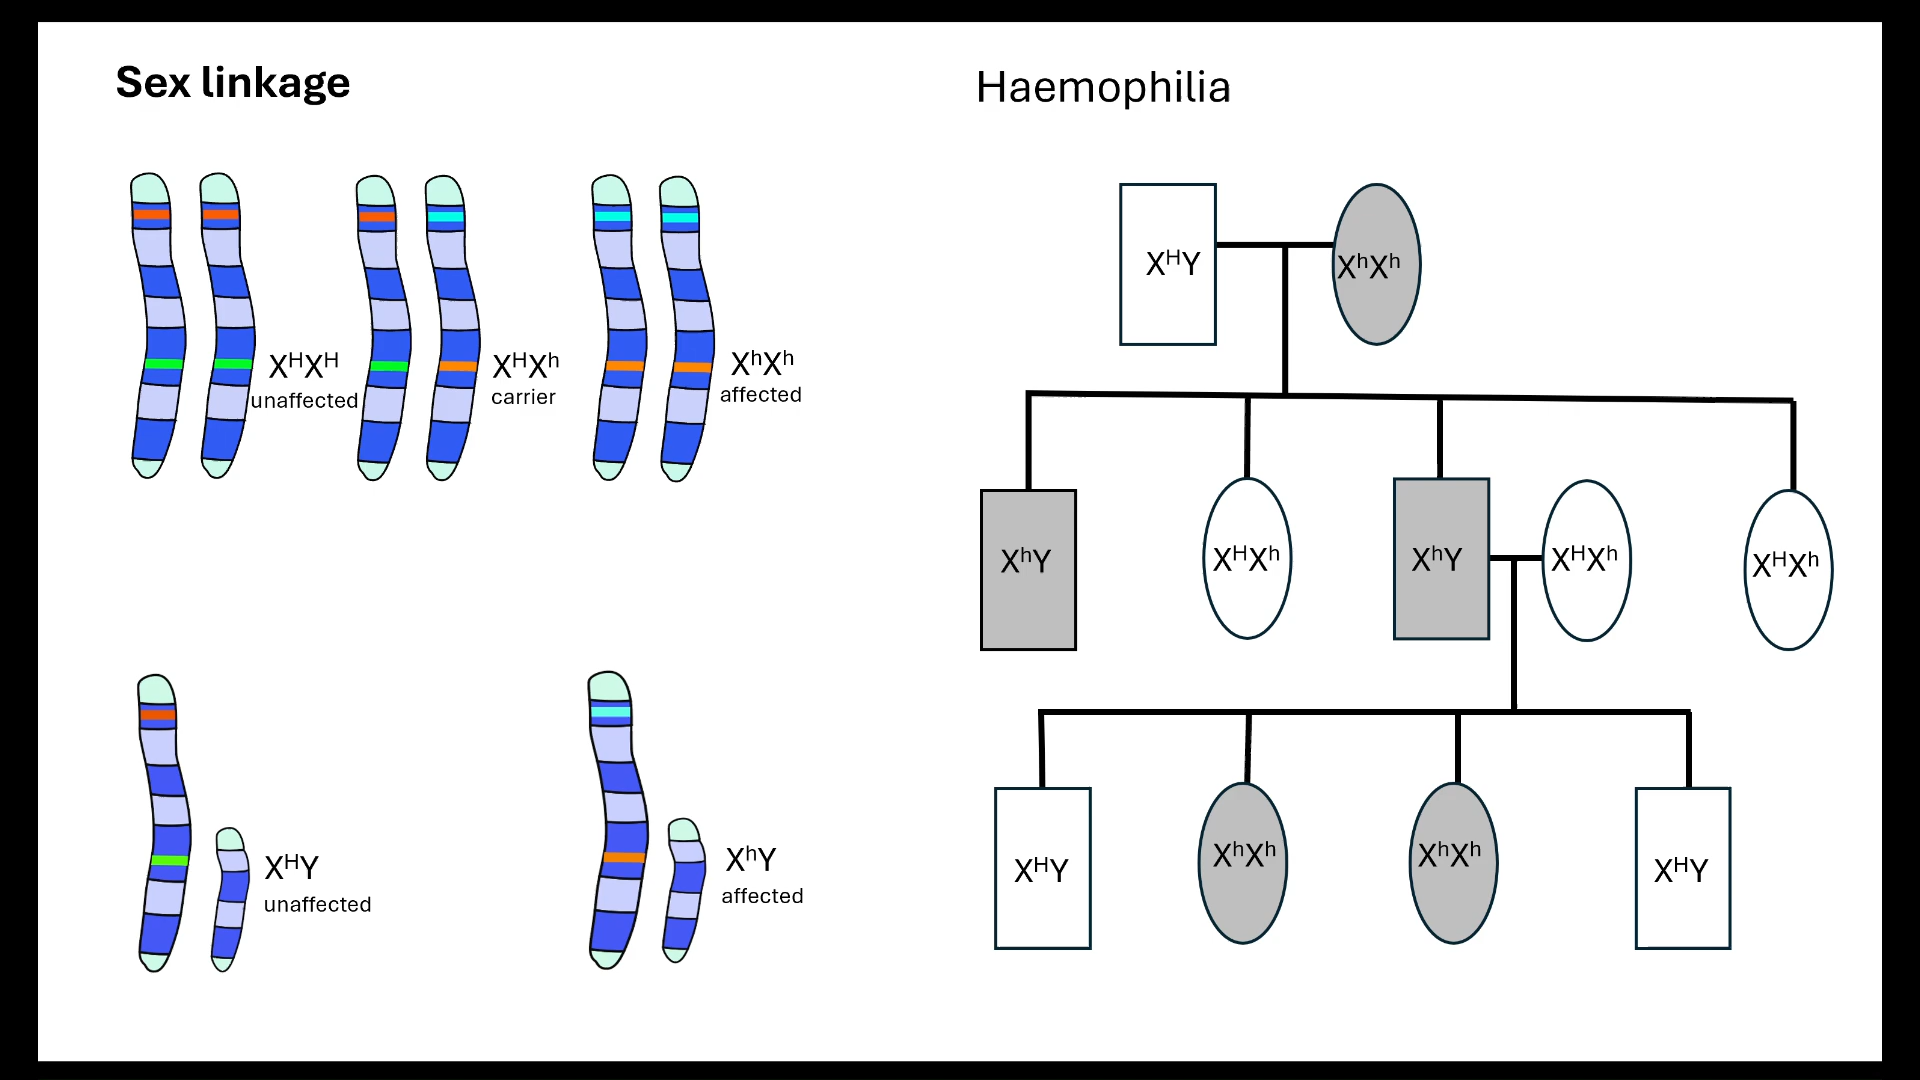 Sex linkage
XᴴXᴴ
unaffected
XᴴXʰ
carrier
XʰXʰ
affected
XᴴY
unaffected
XʰY
affected
Haemophilia
XᴴY
XʰXʰ
XʰY
XᴴXʰ
XʰY
XᴴXʰ
XᴴXʰ
XᴴY
XʰXʰ
XʰXʰ
XᴴY